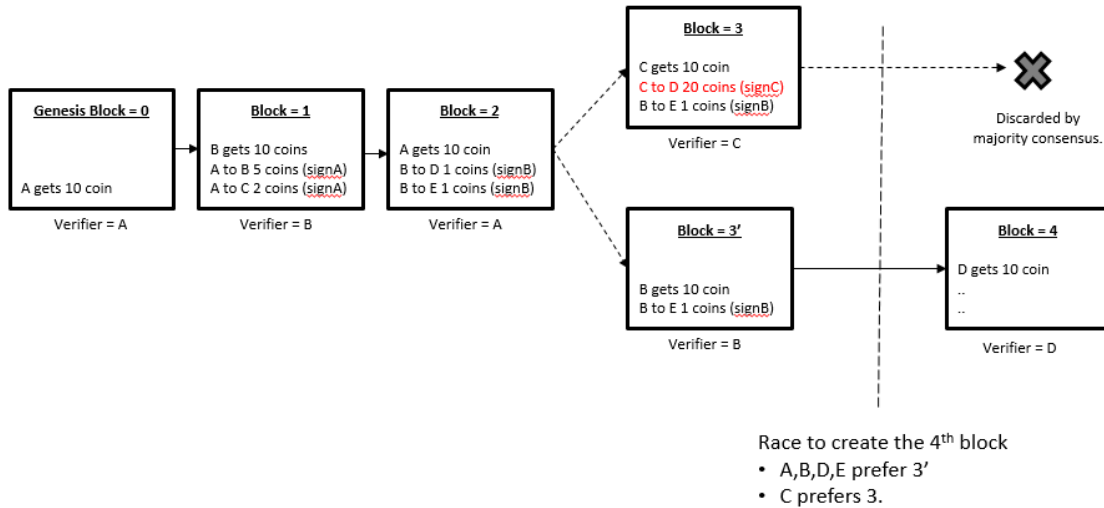 Genesis Block = 0
A gets 10 coin
Verifier = A
Block = 1
B gets 10 coins
A to B 5 coins (signA)
A to C 2 coins (signA)
Verifier = B
Block = 2
A gets 10 coin
B to D 1 coins (signB)
B to E 1 coins (signB)
Verifier = A
Block = 3
C gets 10 coin
C to D 20 coins (signC)
B to E 1 coins (signB)
Verifier = C
Discarded by
majority consensus.
Block = 3’
B gets 10 coin
B to E 1 coins (signB)
Verifier = B
Block = 4
D gets 10 coin
..
..
Verifier = D
Race to create the 4th block
• A,B,D,E prefer 3’
• C prefers 3.